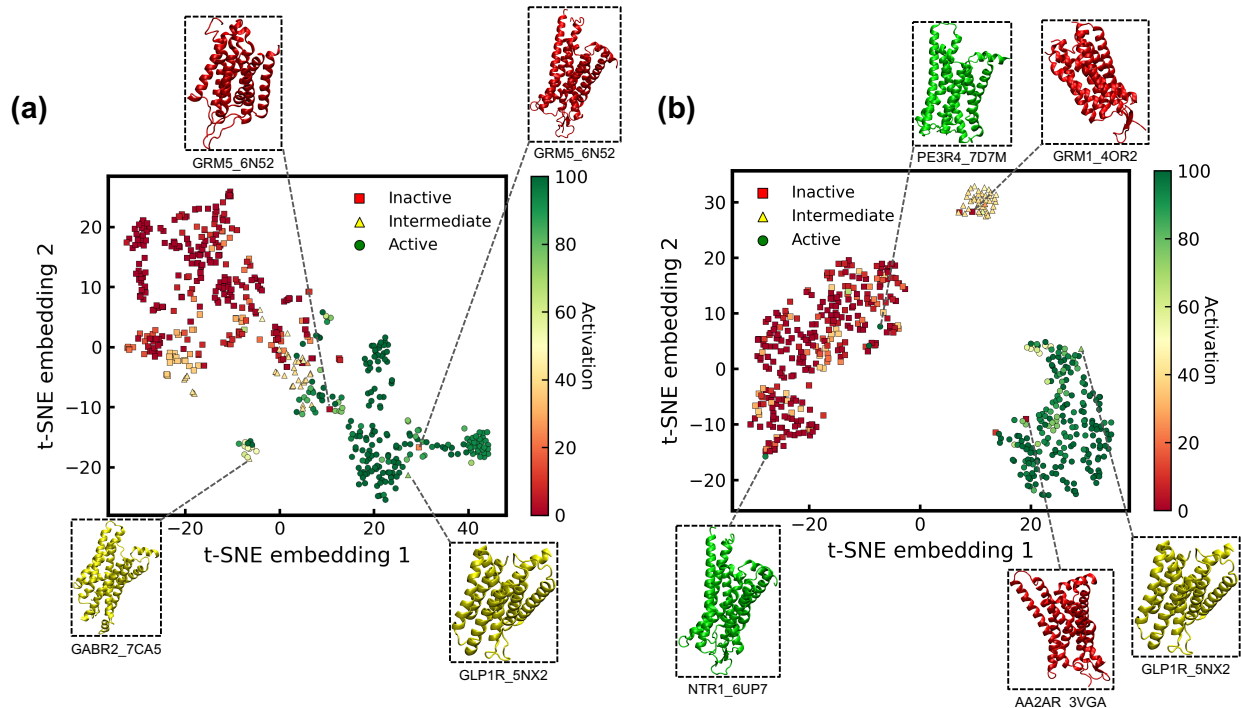 (a)
GRM5_6N52
GRM5_6N52
Inactive
Intermediate
Active
20
10
0
−10
−20
t-SNE embedding 2
−20
0
20
40
t-SNE embedding 1
100
80
60
40
20
0
Activation
GABR2_7CA5
GLP1R_5NX2
(b)
PE3R4_7D7M
GRM1_4OR2
Inactive
Intermediate
Active
30
20
10
0
−10
−20
t-SNE embedding 2
−20
0
20
t-SNE embedding 1
100
80
60
40
20
0
Activation
NTR1_6UP7
AA2AR_3VGA
GLP1R_5NX2